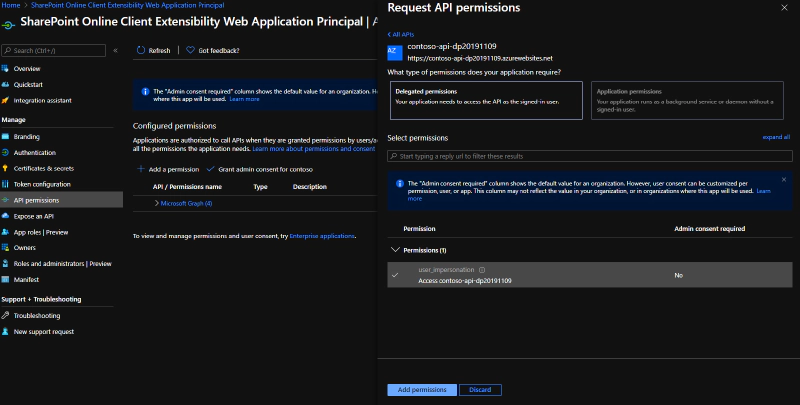 Home > SharePoint Online Client Extensibility Web Application Principal
SharePoint Online Client Extensibility Web Application Principal | A
Search (Ctrl+/)
«
Overview
Quickstart
Integration assistant
Manage
Branding
Authentication
Certificates & secrets
Token configuration
API permissions
Expose an API
App roles | Preview
Owners
Roles and administrators | Preview
Manifest
Support + Troubleshooting
Troubleshooting
New support request
Refresh
Got feedback?
The "Admin consent required" column shows the default value for an organization. H
where this app will be used. Learn more
Configured permissions
Applications are authorized to call APIs when they are granted permissions by users/a
all the permissions the application needs. Learn more about permissions and consent
+ Add a permission
Grant admin consent for contoso
API / Permissions name
Type
Description
> Microsoft Graph (4)
To view and manage permissions and user consent, try Enterprise applications.
Request API permissions
< All APIs
AZ
contoso-api-dp20191109
https://contoso-api-dp20191109.azurewebsites.net
What type of permissions does your application require?
Delegated permissions
Your application needs to access the API as the signed-in user.
Application permissions
Your application runs as a background service or daemon without a
signed-in user.
Select permissions
expand all
Start typing a reply url to filter these results
The "Admin consent required" column shows the default value for an organization. However, user consent can be customized per
permission, user, or app. This column may not reflect the value in your organization, or in organizations where this app will be used. Learn
more
Permission
Admin consent required
Permissions (1)
user_impersonation
Access contoso-api-dp20191109
No
Add permissions
Discard